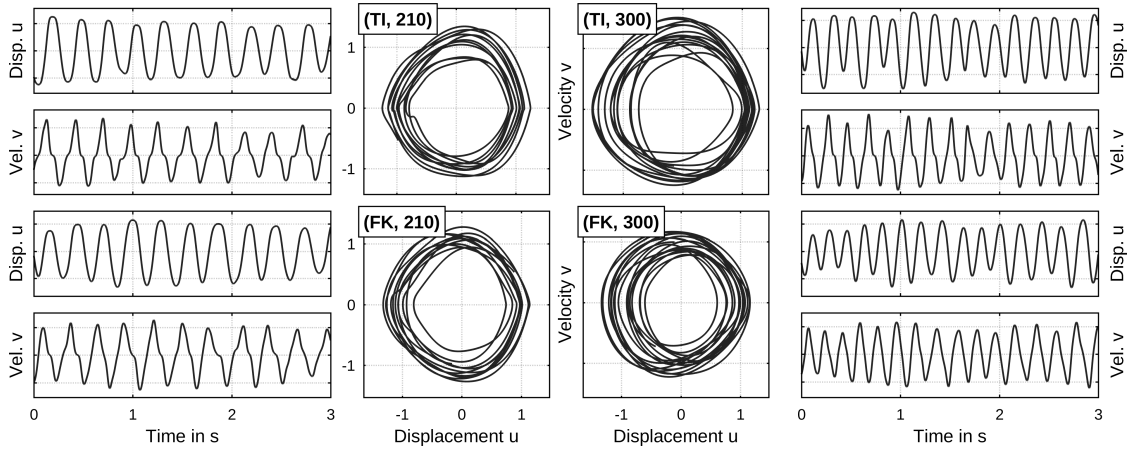 Disp. u
(TI, 210)
1
0
-1
Velocity v
(TI, 300)
Disp. u
Vel. v
Vel. v
Disp. u
(FK, 210)
1
0
-1
Velocity v
(FK, 300)
Disp. u
Vel. v
Vel. v
0 1 2 3
-1 0 1
-1 0 1
0 1 2 3
Time in s
Displacement u
Displacement u
Time in s